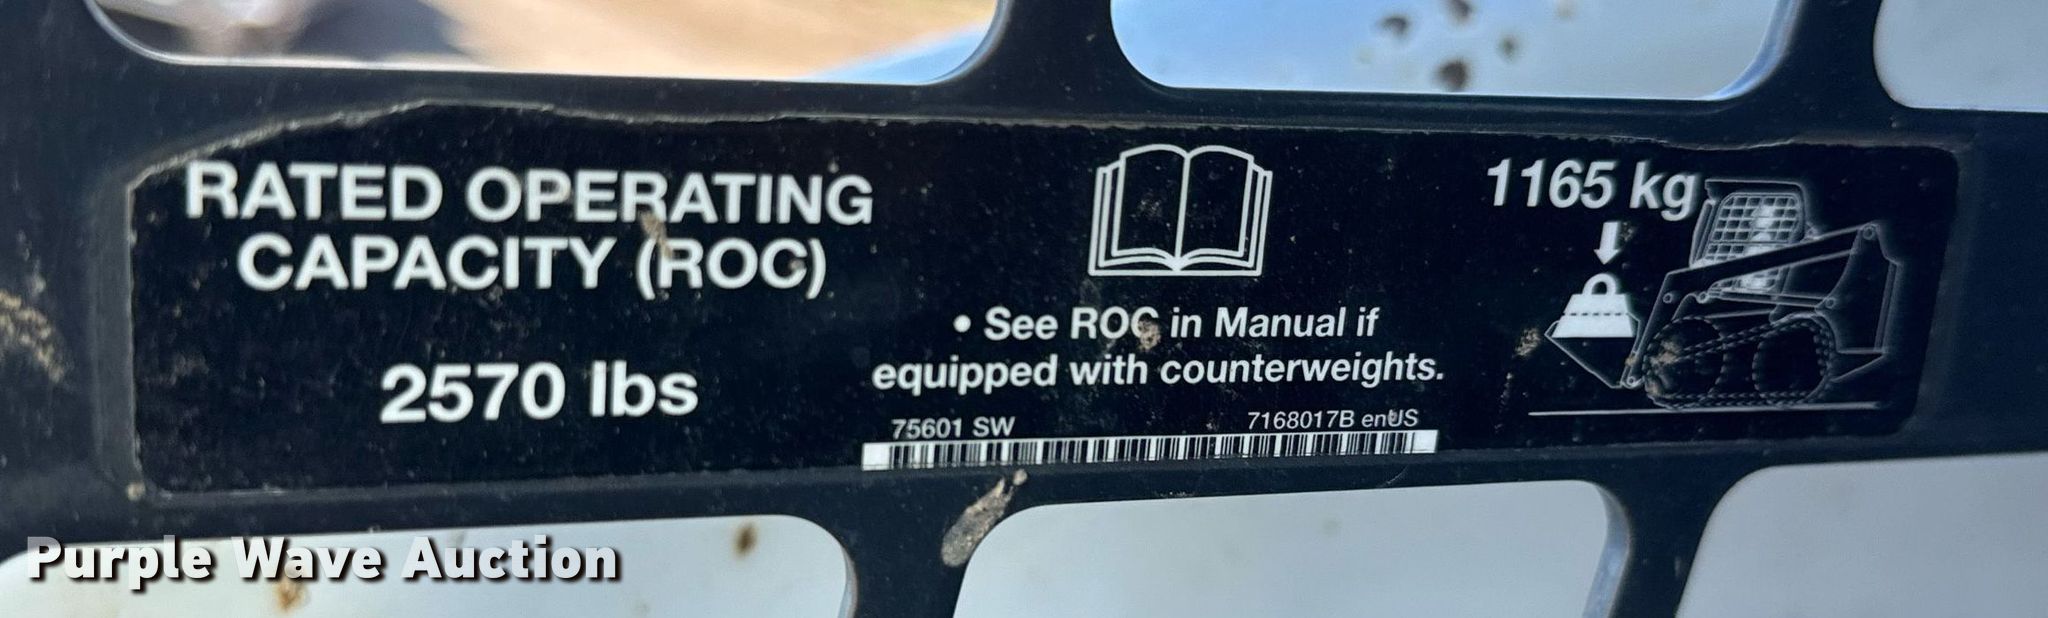 RATED OPERATING
CAPACITY (ROC)
2570 lbs
• See ROC in Manual if
equipped with counterweights.
75601 SW
7168017B enUS
1165 kg
Purple Wave Auction